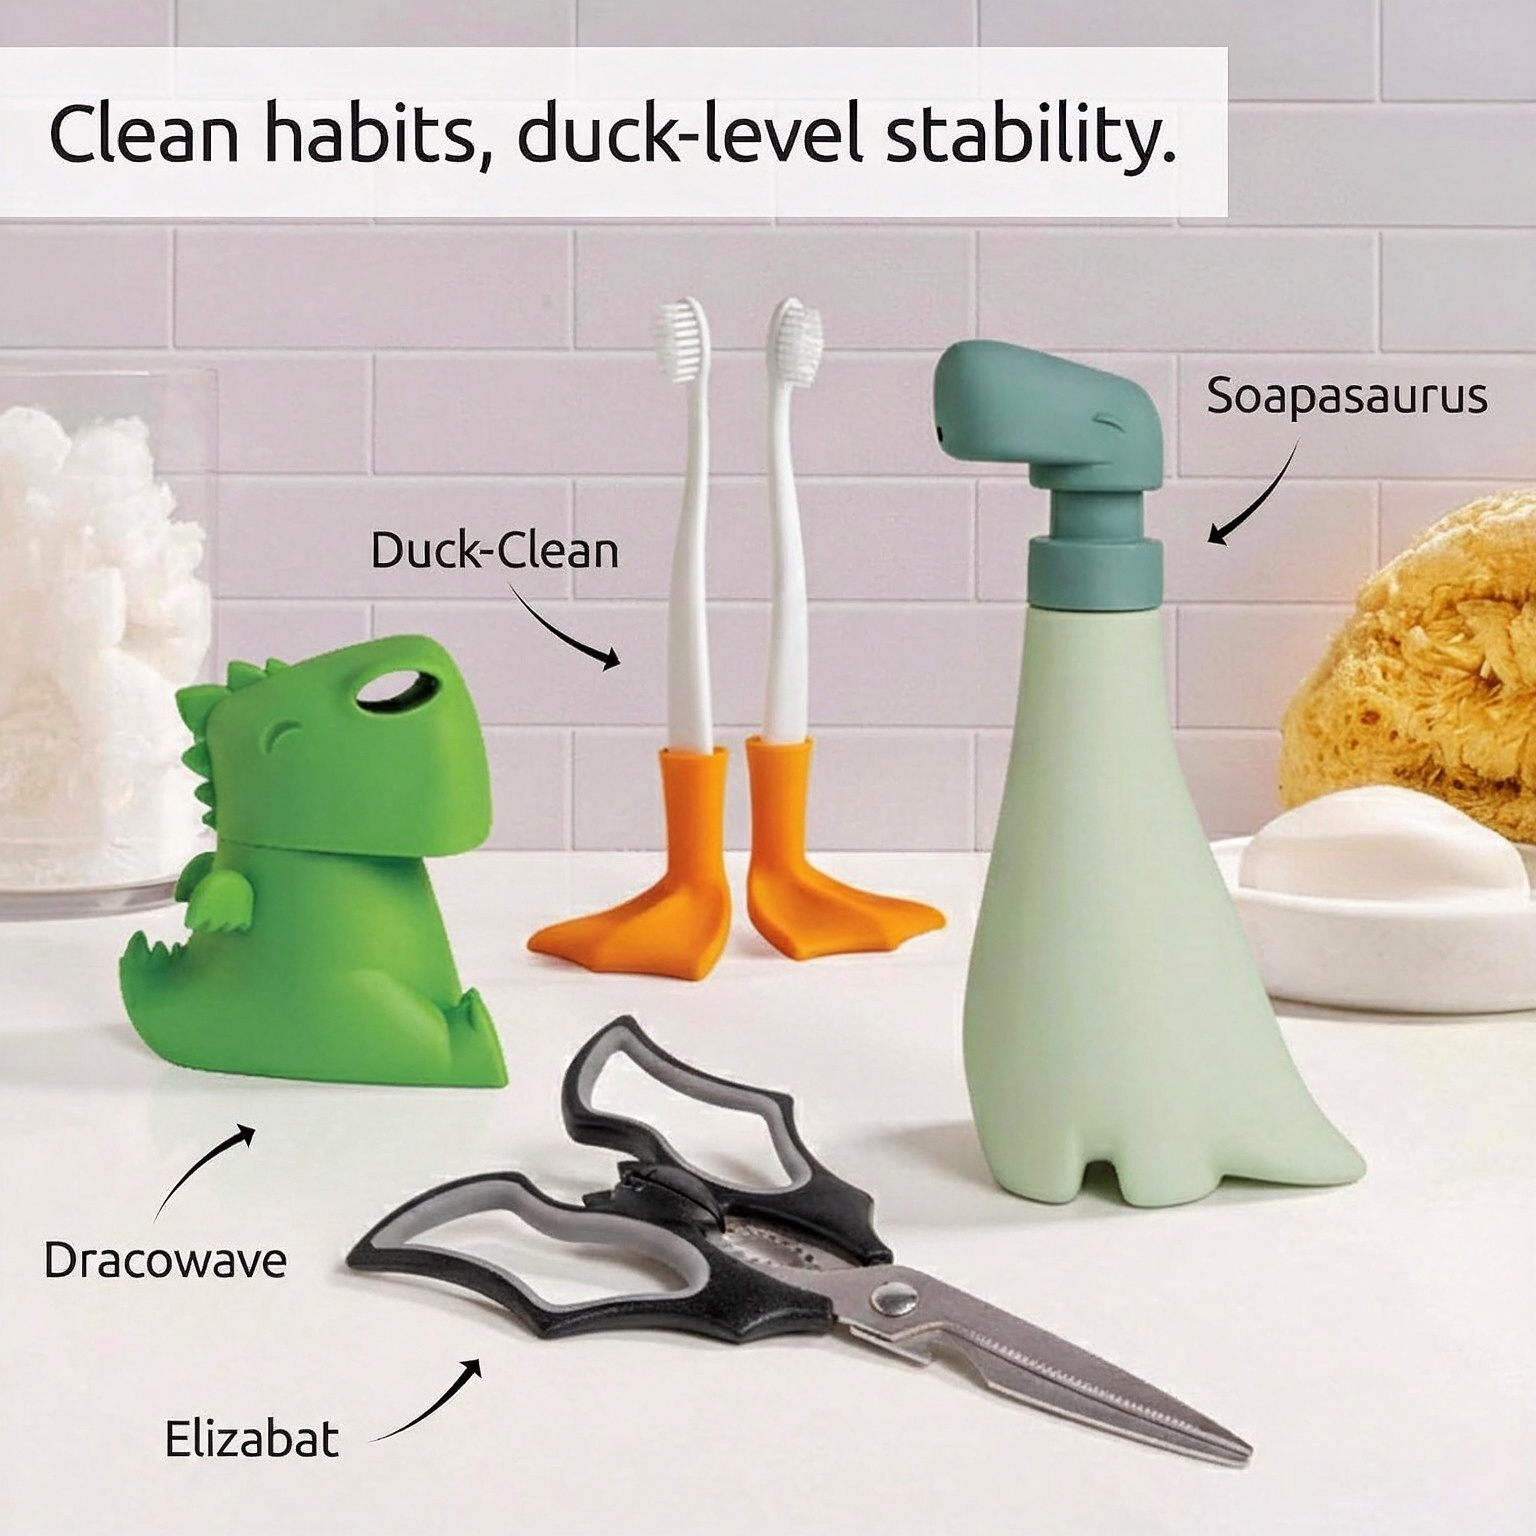 Clean habits, duck-level stability.
Soapasaurus
Duck-Clean
Dracowave
Elizabat